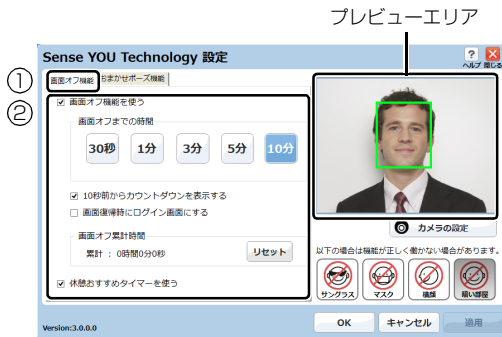 プレビューエリア
Sense YOU Technology 設定
ヘルプ 閉じる
① 画面オフ機能 おまかせポーズ機能
② 画面オフ機能を使う
画面オフまでの時間
30秒 1分 3分 5分 10分
10秒前からカウントダウンを表示する
画面復帰時にログイン画面にする
カメラの設定
画面オフ累計時間
累計 : 0時間0分0秒 リセット
以下の場合は機能が正しく働かない場合があります。
サングラス マスク 横顔 暗い部屋
休憩おすすめタイマーを使う
Version:3.0.0.0
OK キャンセル 適用